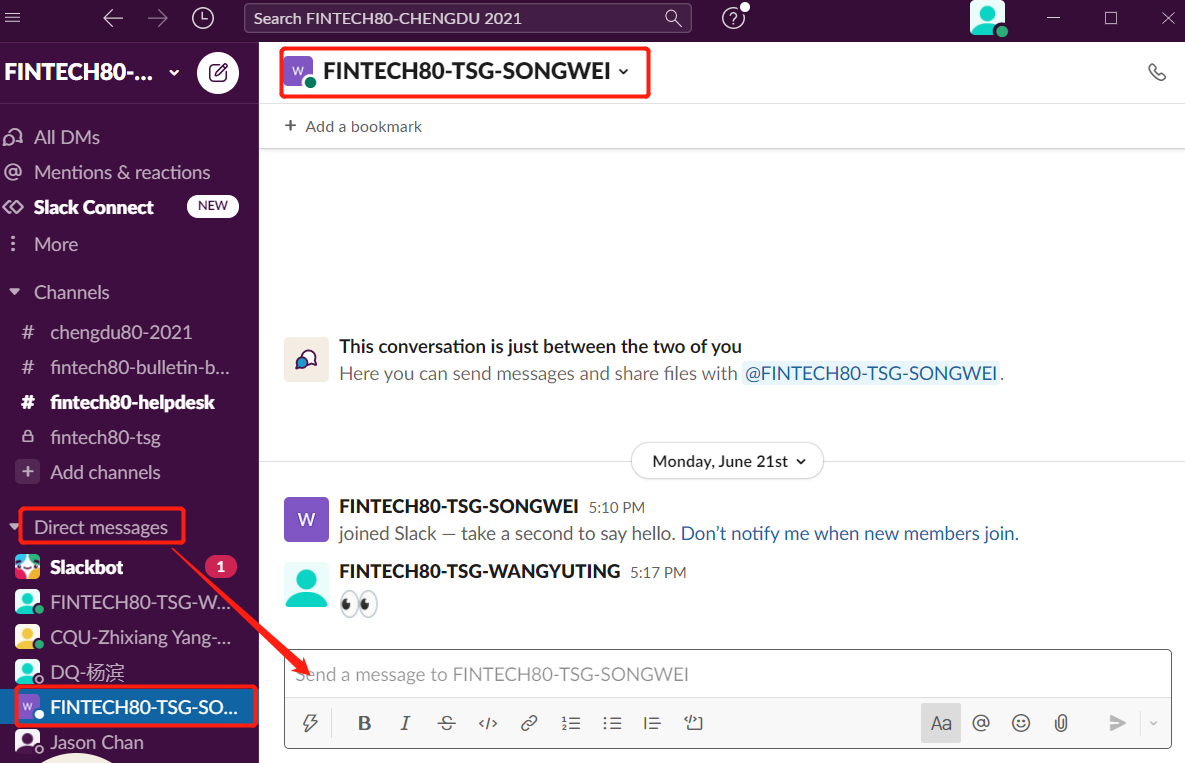 Search FINTECH80-CHENGDU 2021
FINTECH80-...
All DMs
Mentions & reactions
Slack Connect NEW
More
Channels
# chengdu80-2021
# fintech80-bulletin-b...
# fintech80-helpdesk
fintech80-tsg
+ Add channels
Direct messages
Slackbot 1
FINTECH80-TSG-W...
CQU-Zhixiang Yang-...
DQ-杨滨
W FINTECH80-TSG-SO...
Jason Chan
W FINTECH80-TSG-SONGWEI
+ Add a bookmark
This conversation is just between the two of you
Here you can send messages and share files with @FINTECH80-TSG-SONGWEI.
Monday, June 21st
W
FINTECH80-TSG-SONGWEI 5:10 PM
joined Slack — take a second to say hello. Don’t notify me when new members join.
FINTECH80-TSG-WANGYUTING 5:17 PM
👀
Send a message to FINTECH80-TSG-SONGWEI
B I S </> Aa @